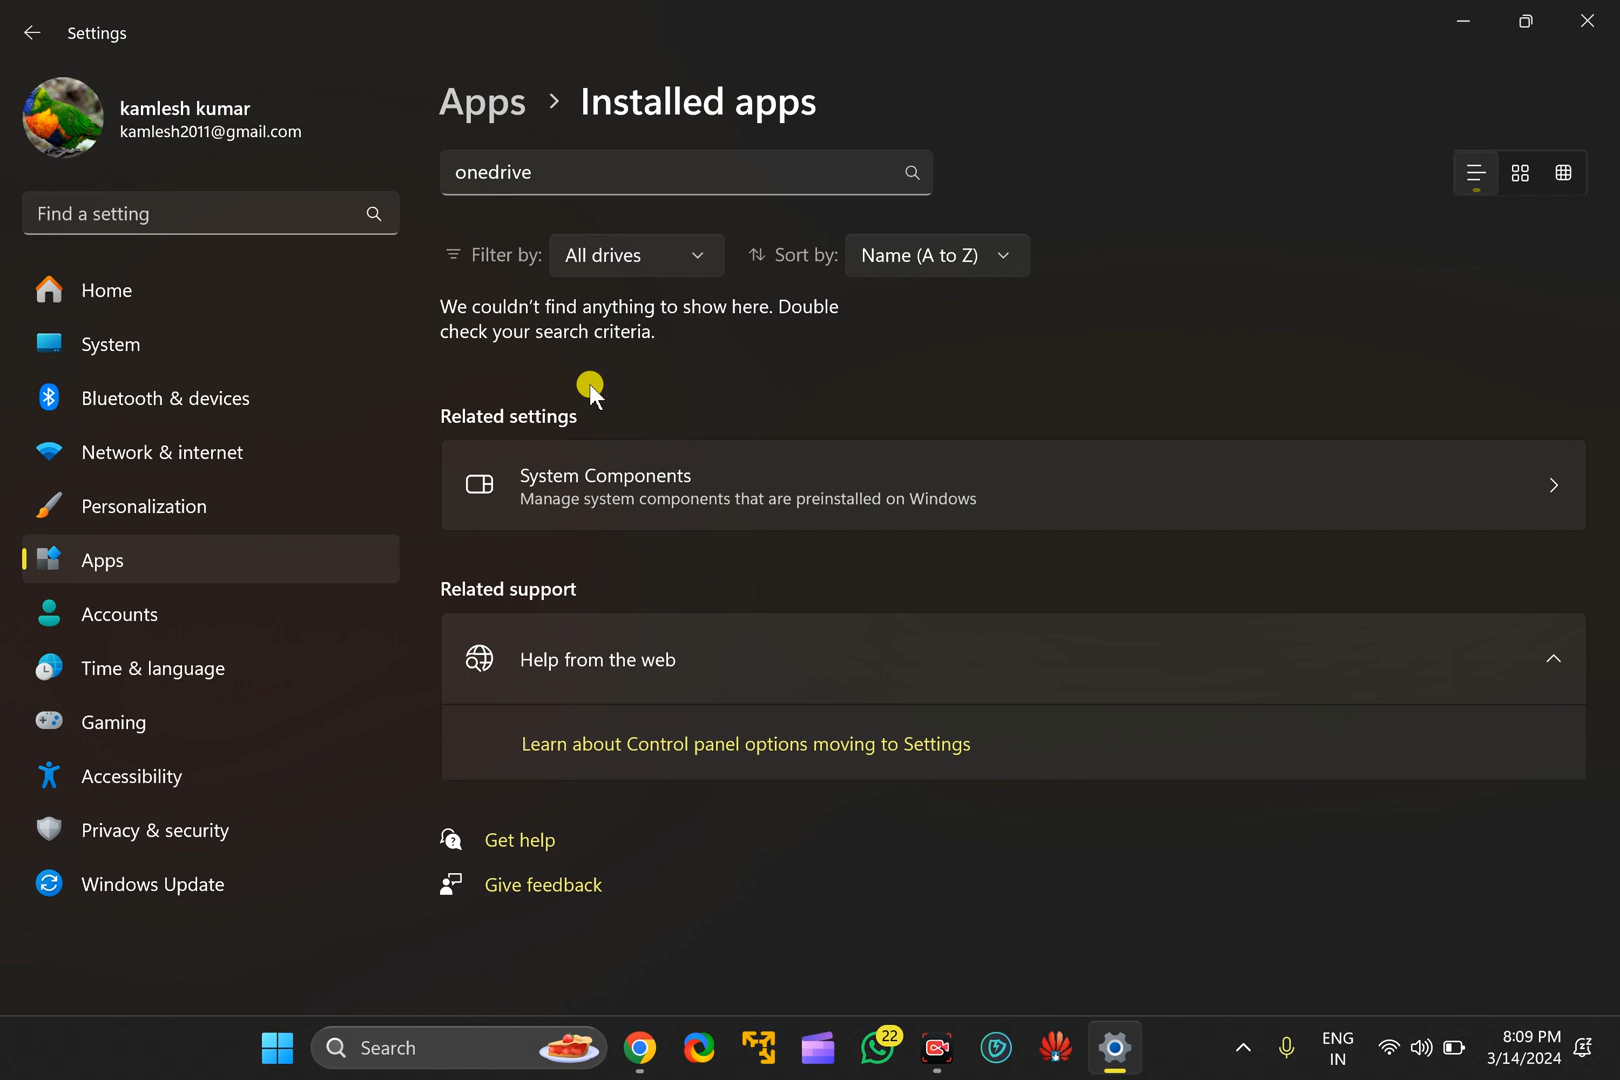 Settings
kamlesh kumar
kamlesh2011@gmail.com
Find a setting
Home
System
Bluetooth & devices
Network & internet
Personalization
Apps
Accounts
Time & language
Gaming
Accessibility
Privacy & security
Windows Update
Apps > Installed apps
onedrive
Filter by: All drives Sort by: Name (A to Z)
We couldn't find anything to show here. Double
check your search criteria.
Related settings
System Components
Manage system components that are preinstalled on Windows
Related support
Help from the web
Learn about Control panel options moving to Settings
Get help
Give feedback
Search
22
ENG
IN
8:09 PM
3/14/2024